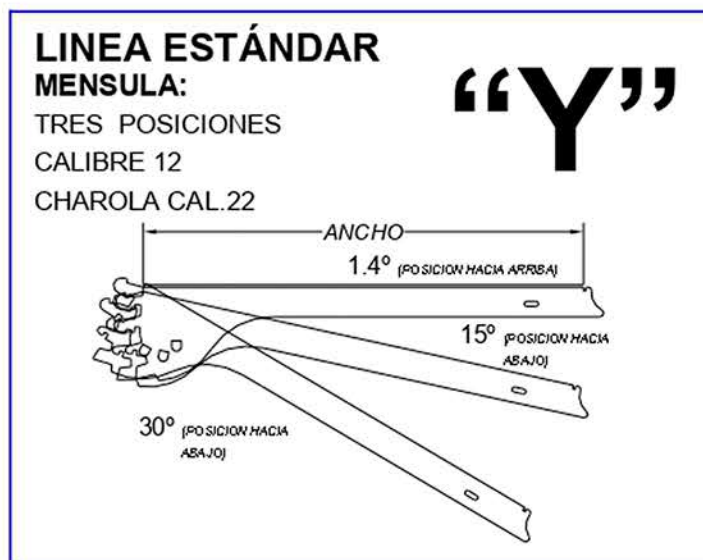 LINEA ESTÁNDAR
MENSULA:
"Y"
TRES POSICIONES
CALIBRE 12
CHAROLA CAL.22
ANCHO
1.4º (POSICION HACIA ARRIBA)
15º (POSICION HACIA
ABAJO)
30º (POSICION HACIA
ABAJO)